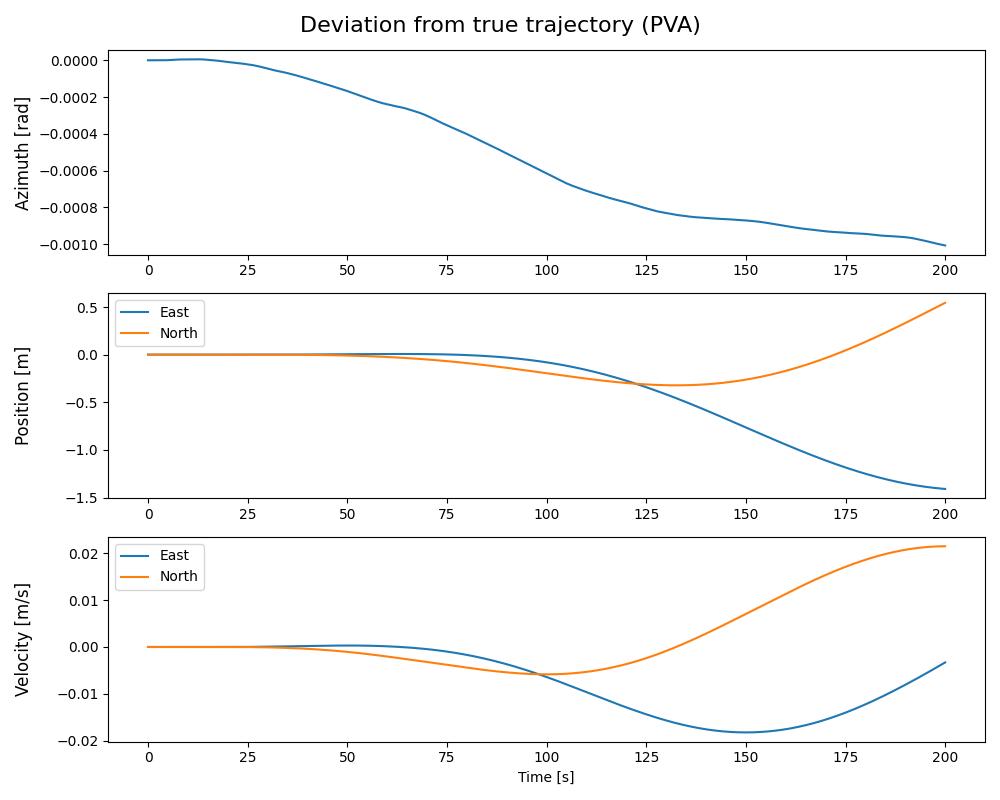 Deviation from true trajectory (PVA)
Azimuth [rad]
0.0000
−0.0002
−0.0004
−0.0006
−0.0008
−0.0010
0 25 50 75 100 125 150 175 200
Position [m]
East
North
0.5
0.0
−0.5
−1.0
−1.5
0 25 50 75 100 125 150 175 200
Velocity [m/s]
East
North
0.02
0.01
0.00
−0.01
−0.02
0 25 50 75 100 125 150 175 200
Time [s]